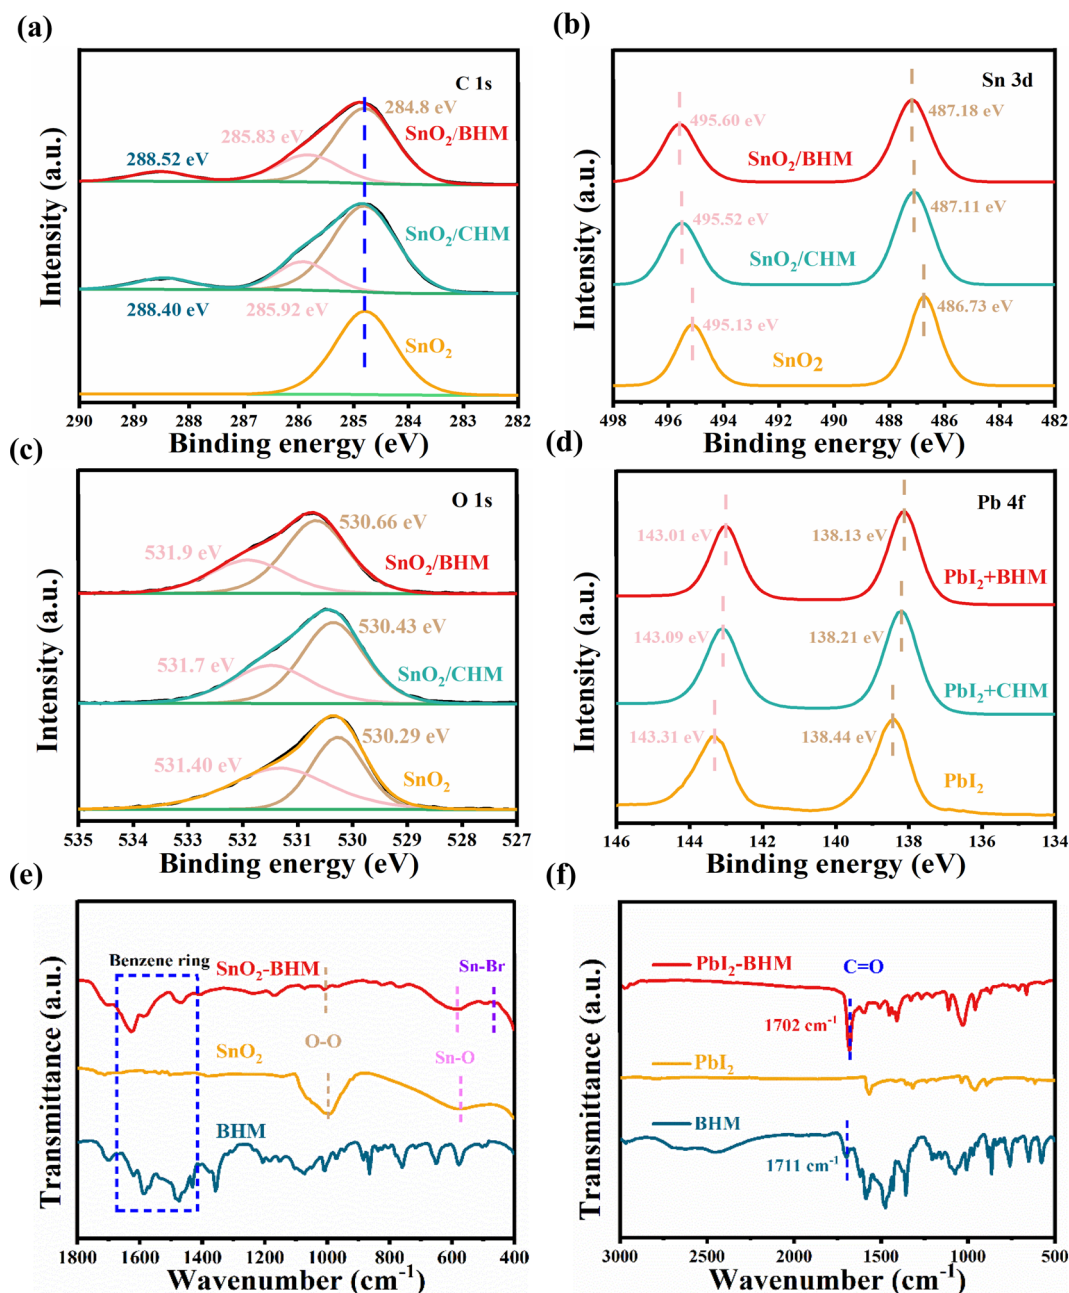 (a)
C 1s
284.8 eV
285.83 eV
SnO2/BHM
288.52 eV
SnO2/CHM
288.40 eV
285.92 eV
SnO2
290 289 288 287 286 285 284 283 282
Binding energy (eV)
Intensity (a.u.)
(b)
Sn 3d
495.60 eV
487.18 eV
SnO2/BHM
495.52 eV
487.11 eV
SnO2/CHM
495.13 eV
486.73 eV
SnO2
498 496 494 492 490 488 486 484 482
Binding energy (eV)
Intensity (a.u.)
(c)
O 1s
530.66 eV
531.9 eV
SnO2/BHM
530.43 eV
531.7 eV
SnO2/CHM
530.29 eV
531.40 eV
SnO2
535 534 533 532 531 530 529 528 527
Binding energy (eV)
Intensity (a.u.)
(d)
Pb 4f
143.01 eV
138.13 eV
PbI2+BHM
143.09 eV
138.21 eV
PbI2+CHM
143.31 eV
138.44 eV
PbI2
146 144 142 140 138 136 134
Binding energy (eV)
Intensity (a.u.)
(e)
Benzene ring
SnO2-BHM
Sn-Br
SnO2
O-O
Sn-O
BHM
1800 1600 1400 1200 1000 800 600 400
Wavenumber (cm-1)
Transmittance (a.u.)
(f)
PbI2-BHM
C=O
1702 cm-1
PbI2
BHM
1711 cm-1
3000 2500 2000 1500 1000 500
Wavenumber (cm-1)
Transmittance (a.u.)